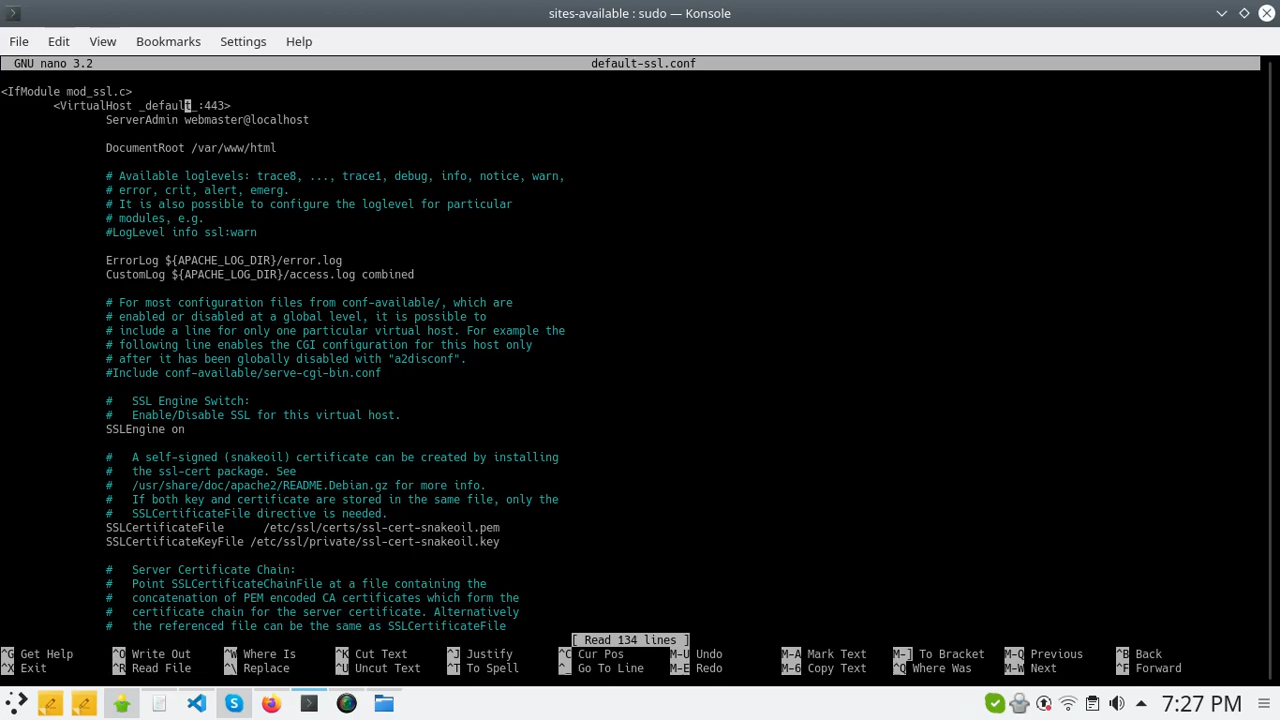 sites-available : sudo — Konsole
File Edit View Bookmarks Settings Help
GNU nano 3.2 default-ssl.conf
<IfModule mod_ssl.c>
<VirtualHost _default_:443>
ServerAdmin webmaster@localhost
DocumentRoot /var/www/html
# Available loglevels: trace8, ..., trace1, debug, info, notice, warn,
# error, crit, alert, emerg.
# It is also possible to configure the loglevel for particular
# modules, e.g.
#LogLevel info ssl:warn
ErrorLog ${APACHE_LOG_DIR}/error.log
CustomLog ${APACHE_LOG_DIR}/access.log combined
# For most configuration files from conf-available/, which are
# enabled or disabled at a global level, it is possible to
# include a line for only one particular virtual host. For example the
# following line enables the CGI configuration for this host only
# after it has been globally disabled with "a2disconf".
#Include conf-available/serve-cgi-bin.conf
# SSL Engine Switch:
# Enable/Disable SSL for this virtual host.
SSLEngine on
# A self-signed (snakeoil) certificate can be created by installing
# the ssl-cert package. See
# /usr/share/doc/apache2/README.Debian.gz for more info.
# If both key and certificate are stored in the same file, only the
# SSLCertificateFile directive is needed.
SSLCertificateFile /etc/ssl/certs/ssl-cert-snakeoil.pem
SSLCertificateKeyFile /etc/ssl/private/ssl-cert-snakeoil.key
# Server Certificate Chain:
# Point SSLCertificateChainFile at a file containing the
# concatenation of PEM encoded CA certificates which form the
# certificate chain for the server certificate. Alternatively
# the referenced file can be the same as SSLCertificateFile
[ Read 134 lines ]
^G Get Help ^O Write Out ^W Where Is ^K Cut Text ^J Justify ^C Cur Pos M-U Undo M-A Mark Text M-] To Bracket M-Q Previous ^B Back
^X Exit ^R Read File ^\ Replace ^U Uncut Text ^T To Spell ^_ Go To Line M-E Redo M-6 Copy Text ^Q Where Was M-W Next ^F Forward
7:27 PM